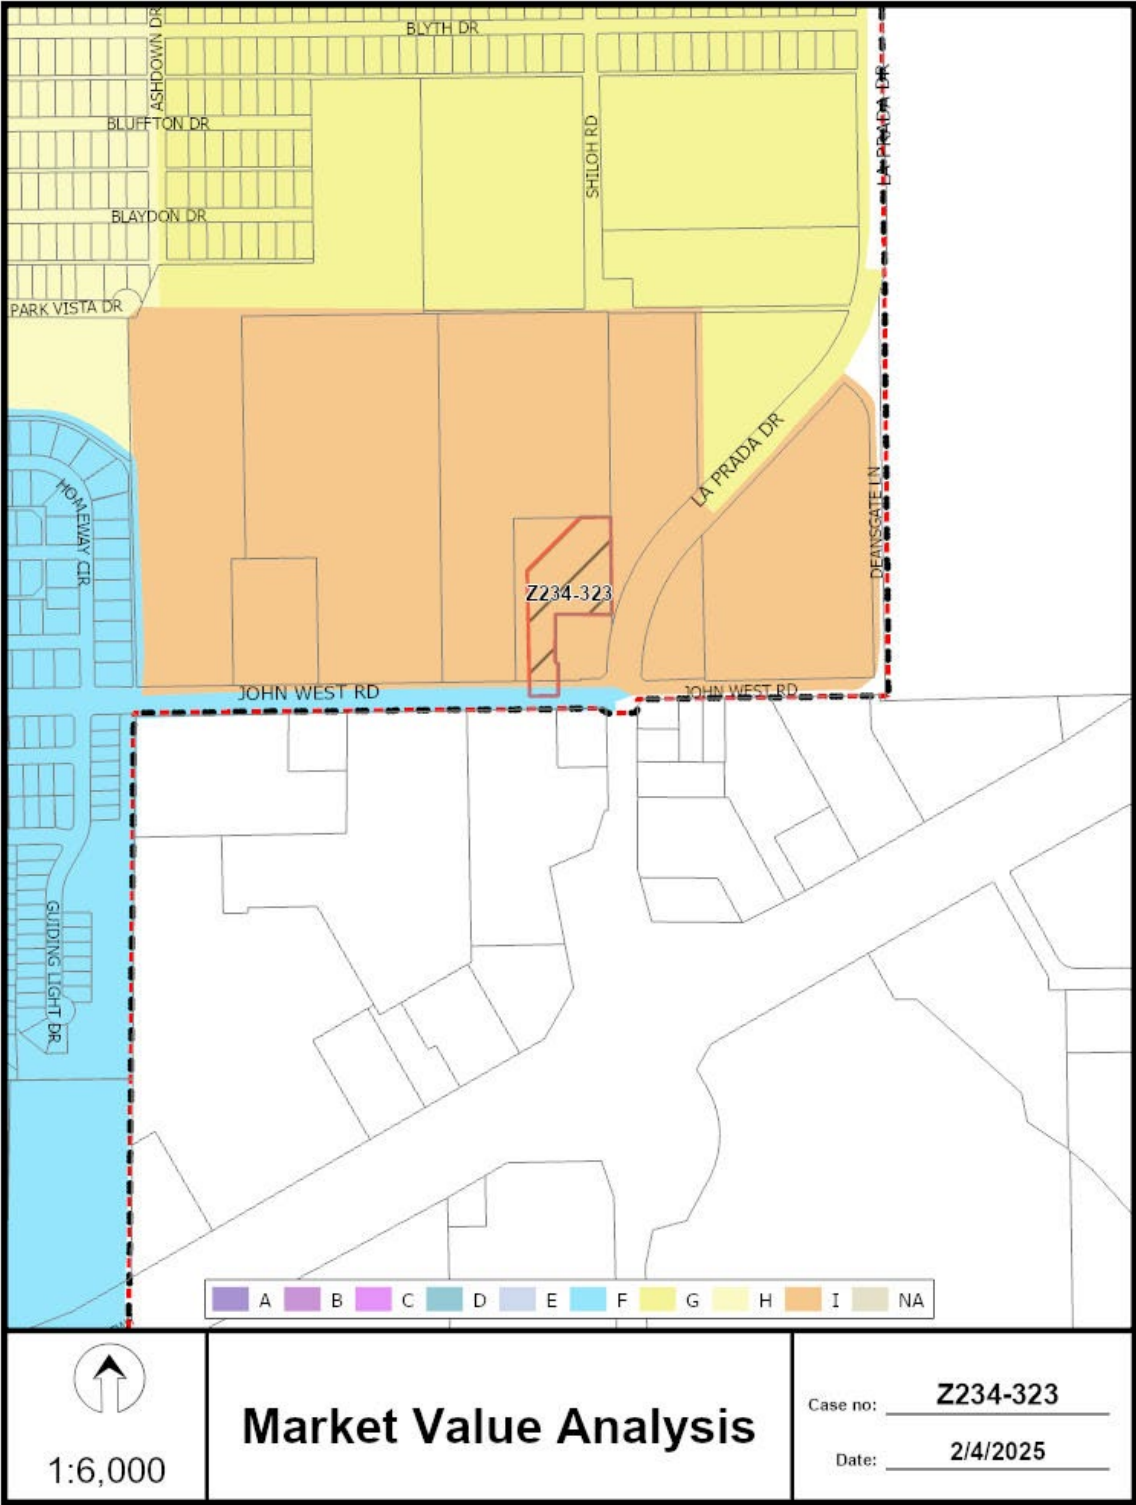 BLYTH DR
ASHDOWN DR
LA PRADA DR
BLUFFTON DR
SHILOH RD
BLAYDON DR
PARK VISTA DR
LA PRADA DR
HOMEWAY CIR
DEANSGATE LN
Z234-323
JOHN WEST RD
JOHN WEST RD
GUIDING LIGHT DR
A B C D E F G H I NA
1:6,000
Market Value Analysis
Case no: Z234-323
Date: 2/4/2025